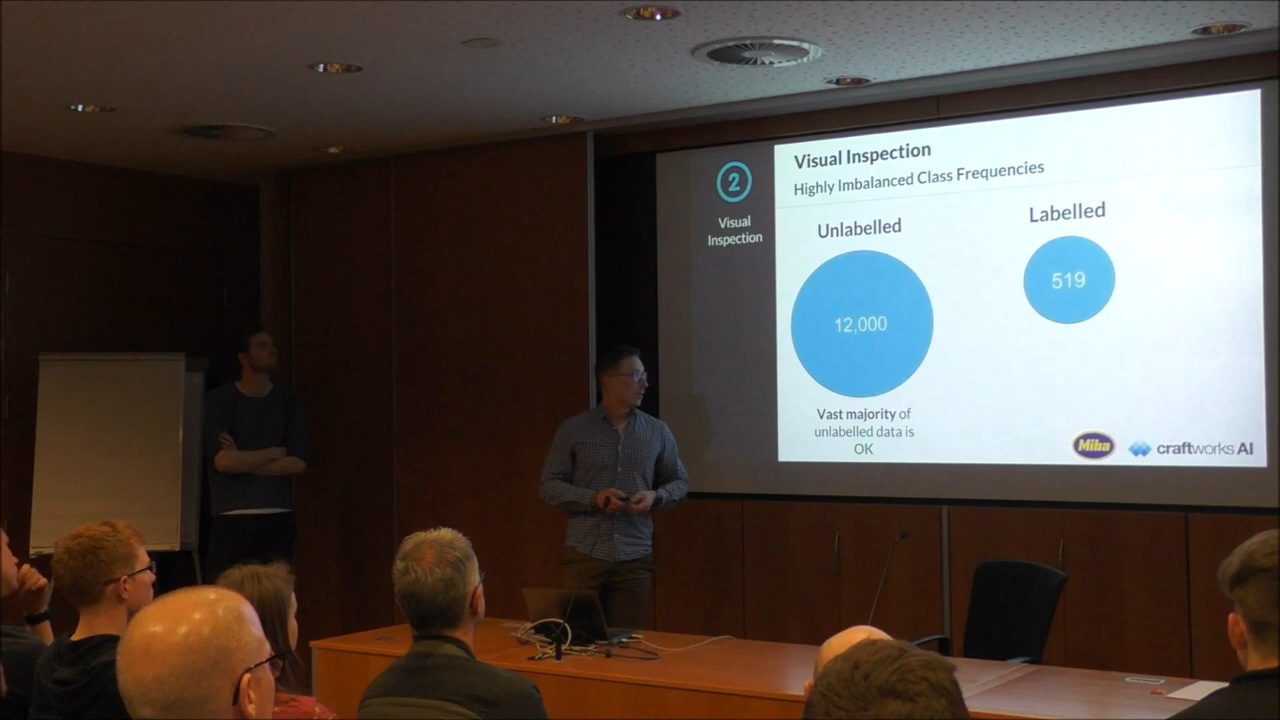 2
Visual
Inspection
Visual Inspection
Highly Imbalanced Class Frequencies
Unlabelled
Labelled
12,000
519
Vast majority of
unlabelled data is
OK
Miba
craftworks AI